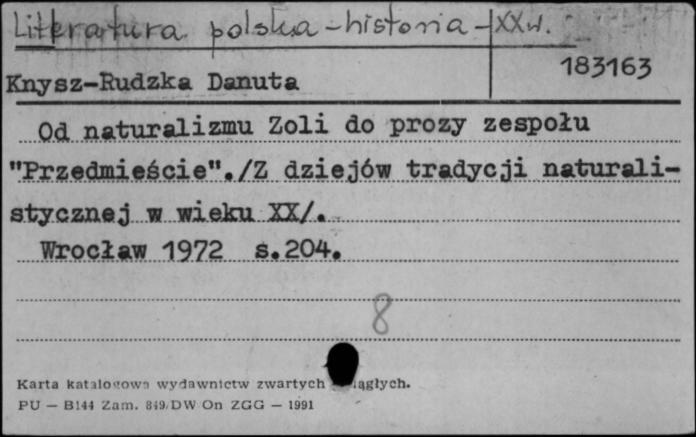 Literatura polska - historia - XX w.
183163
Knysz-Rudzka Danuta
Od naturalizmu Zoli do prozy zespołu
"Przedmieście"./Z dziejów tradycji naturali-
stycznej w wieku XX/.
Wrocław 1972 s.204.
8
Karta katalogowa wydawnictw zwartych ciągłych.
PU — B144 Zam. 849/DW On ZGG — 1991